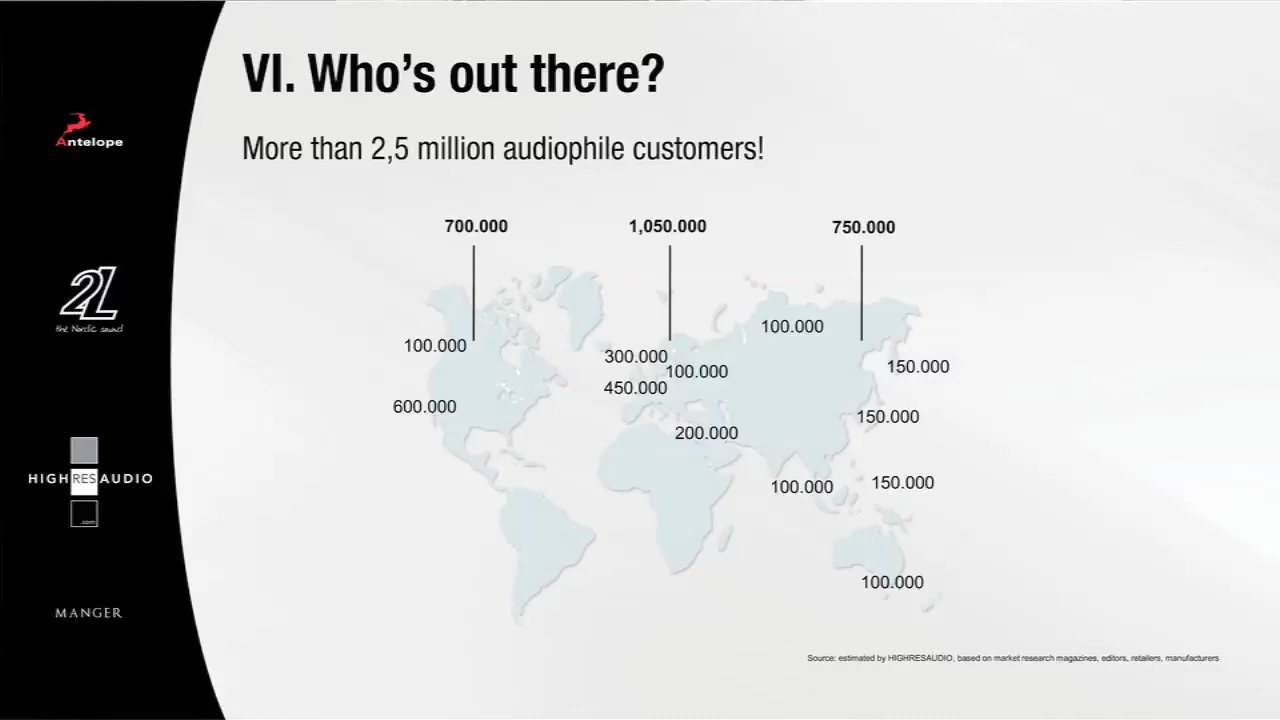 VI. Who's out there?
More than 2,5 million audiophile customers!
Antelope
2L
the Nordic sound
HIGHRESAUDIO
.com
MANGER
700.000
1,050.000
750.000
100.000
100.000
300.000
150.000
100.000
450.000
600.000
150.000
200.000
100.000
150.000
100.000
Source: estimated by HIGHRESAUDIO, based on market research magazines, editors, retailers, manufacturers